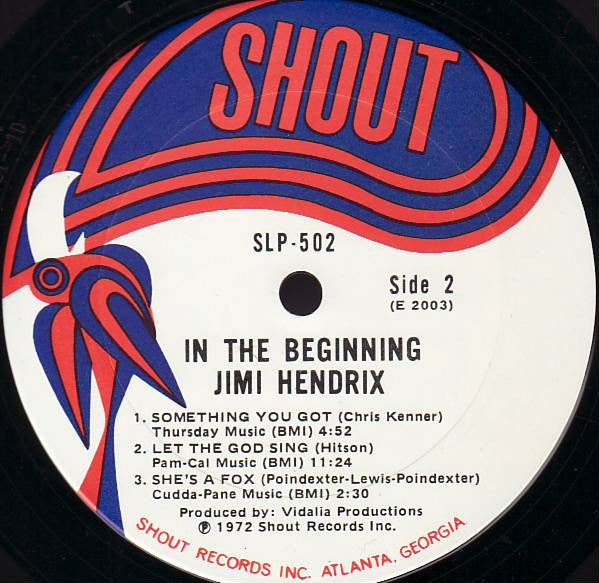 SHOUT
SLP-502
Side 2
(E 2003)
IN THE BEGINNING
JIMI HENDRIX
1. SOMETHING YOU GOT (Chris Kenner)
Thursday Music (BMI) 4:52
2. LET THE GOD SING (Hitson)
Pam-Cal Music (BMI) 11:24
3. SHE'S A FOX (Poindexter-Lewis-Poindexter)
Cudda-Pane Music (BMI) 2:30
Produced by: Vidalia Productions
℗ 1972 Shout Records Inc.
SHOUT RECORDS INC. ATLANTA, GEORGIA